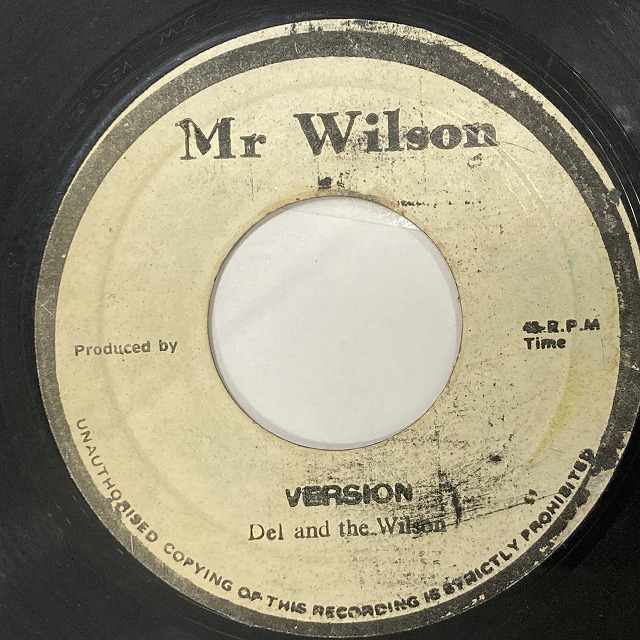 Mr Wilson
Produced by
45 R.P.M
Time
VERSION
Del and the Wilson
UNAUTHORISED COPYING OF THIS RECORDING IS STRICTLY PROHIBITED